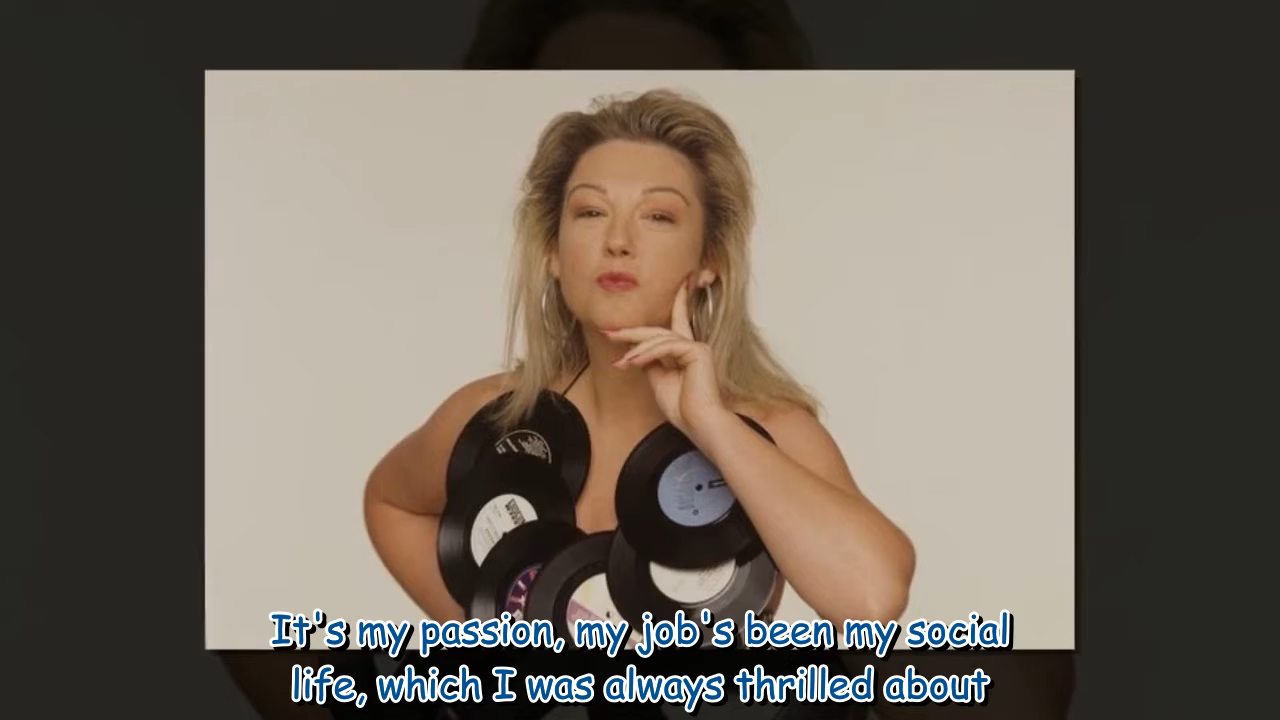 It's my passion, my job's been my social
life, which I was always thrilled about